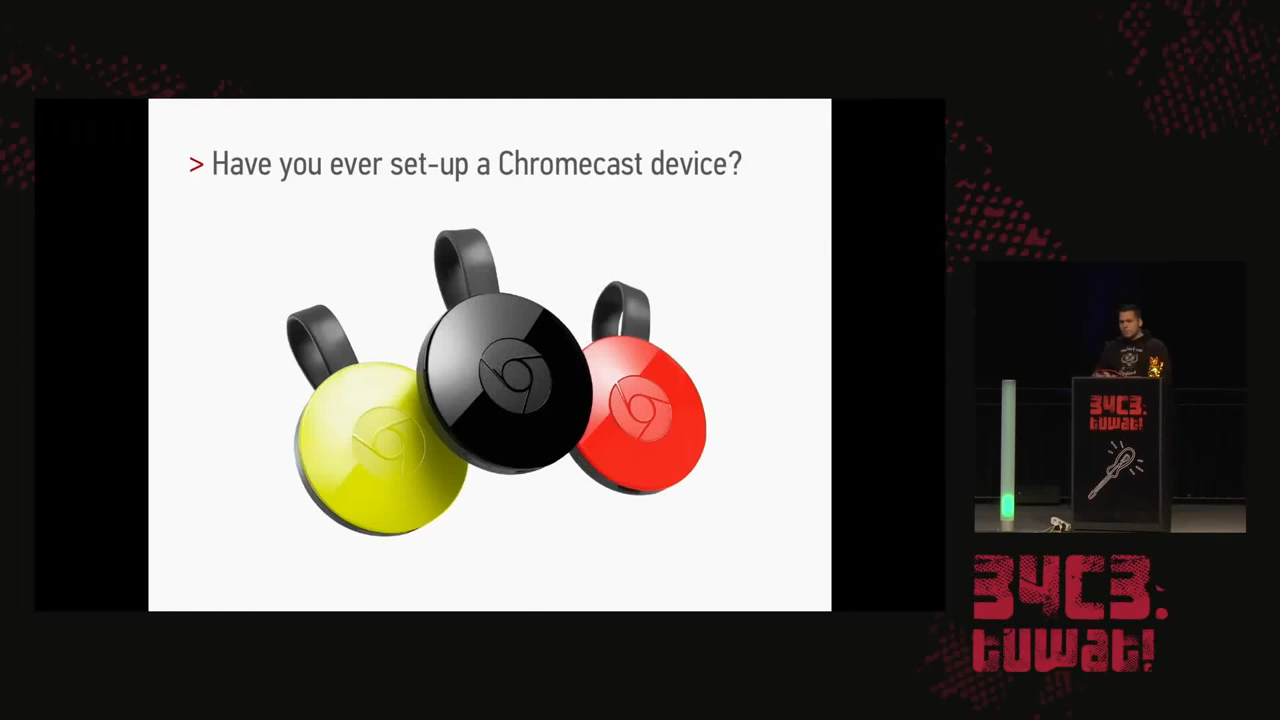 > Have you ever set-up a Chromecast device?
34C3.
tuwat!
34C3.
tuwat!